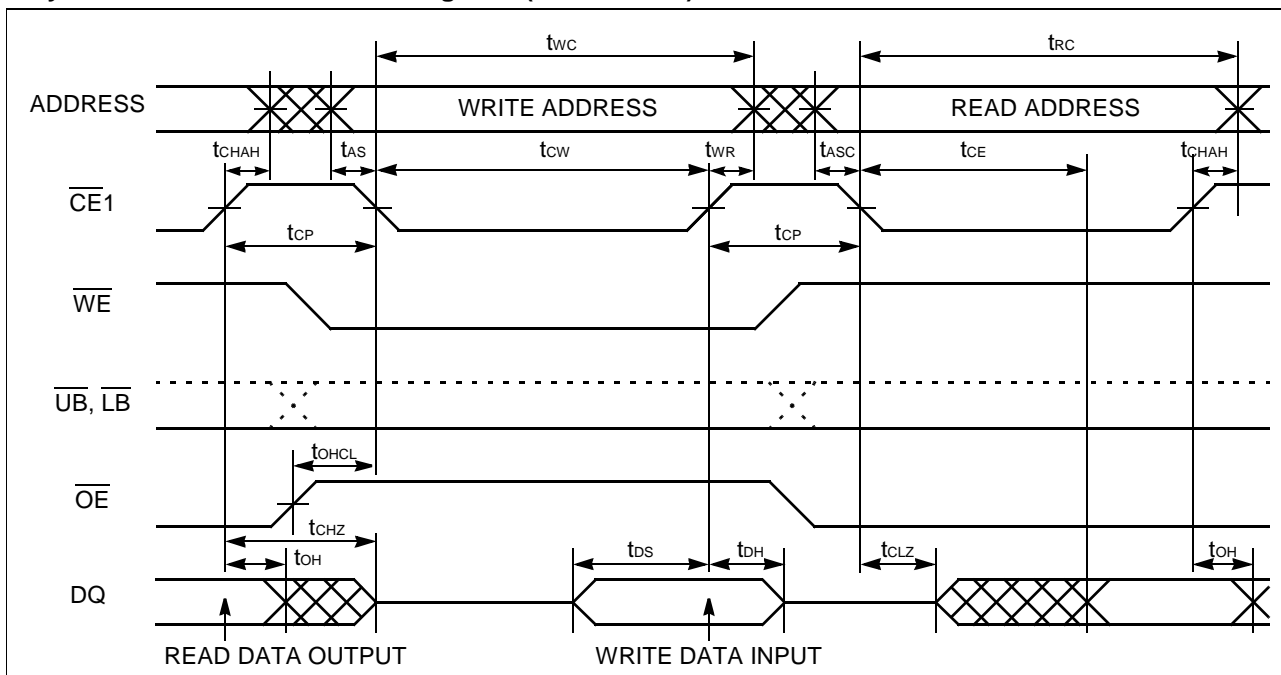 tWC tRC
ADDRESS WRITE ADDRESS READ ADDRESS
tCHAH tAS tCW tWR tASC tCE tCHAH
CE1
tCP tCP
WE
UB, LB
tOHCL
OE
tCHZ
tOH tDS tDH tCLZ tOH
DQ
READ DATA OUTPUT WRITE DATA INPUT